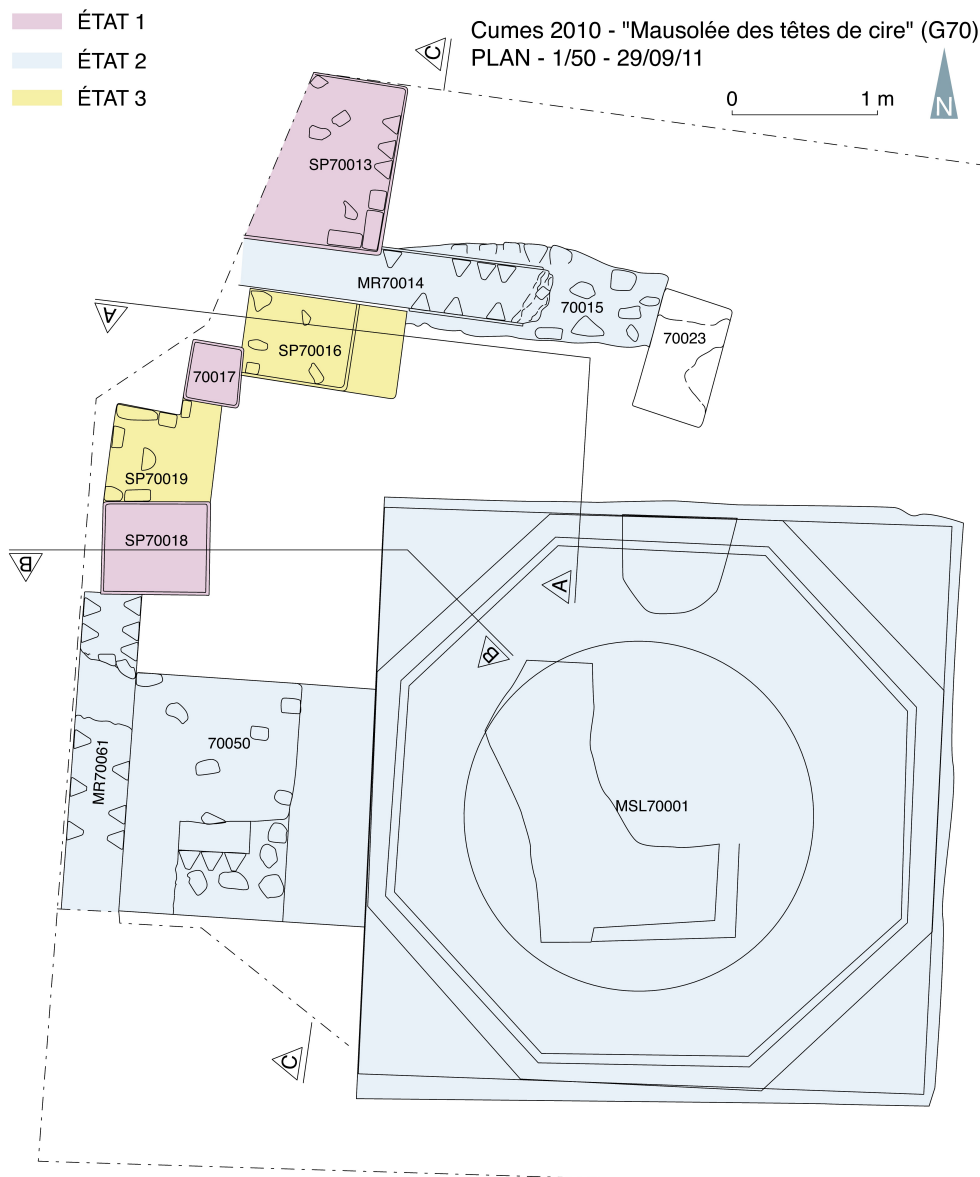 ÉTAT 1
ÉTAT 2
ÉTAT 3
Cumes 2010 - "Mausolée des têtes de cire" (G70)
PLAN - 1/50 - 29/09/11
0 1 m
N
C
SP70013
MR70014
70015
A
70023
SP70016
70017
SP70019
SP70018
B
A
B
70050
MR70061
MSL70001
C